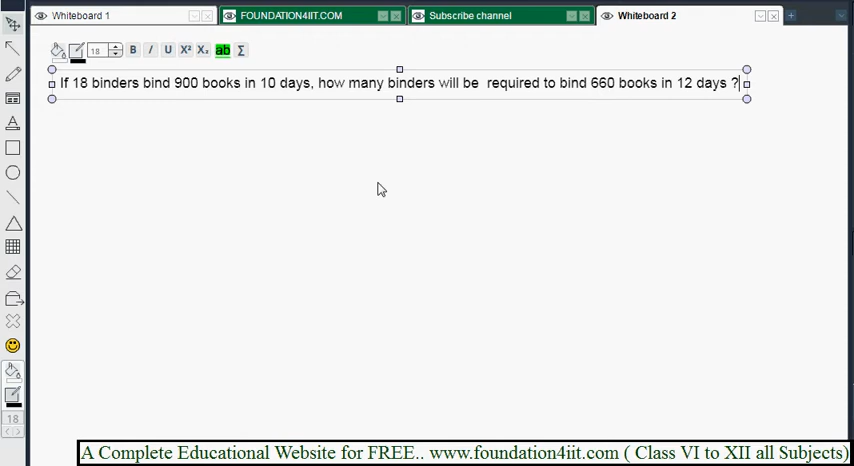 Whiteboard 1
FOUNDATION4IIT.COM
Subscribe channel
Whiteboard 2
18 B I U X² X₂ ab Σ
If 18 binders bind 900 books in 10 days, how many binders will be required to bind 660 books in 12 days ?
A
18
A Complete Educational Website for FREE.. www.foundation4iit.com ( Class VI to XII all Subjects)